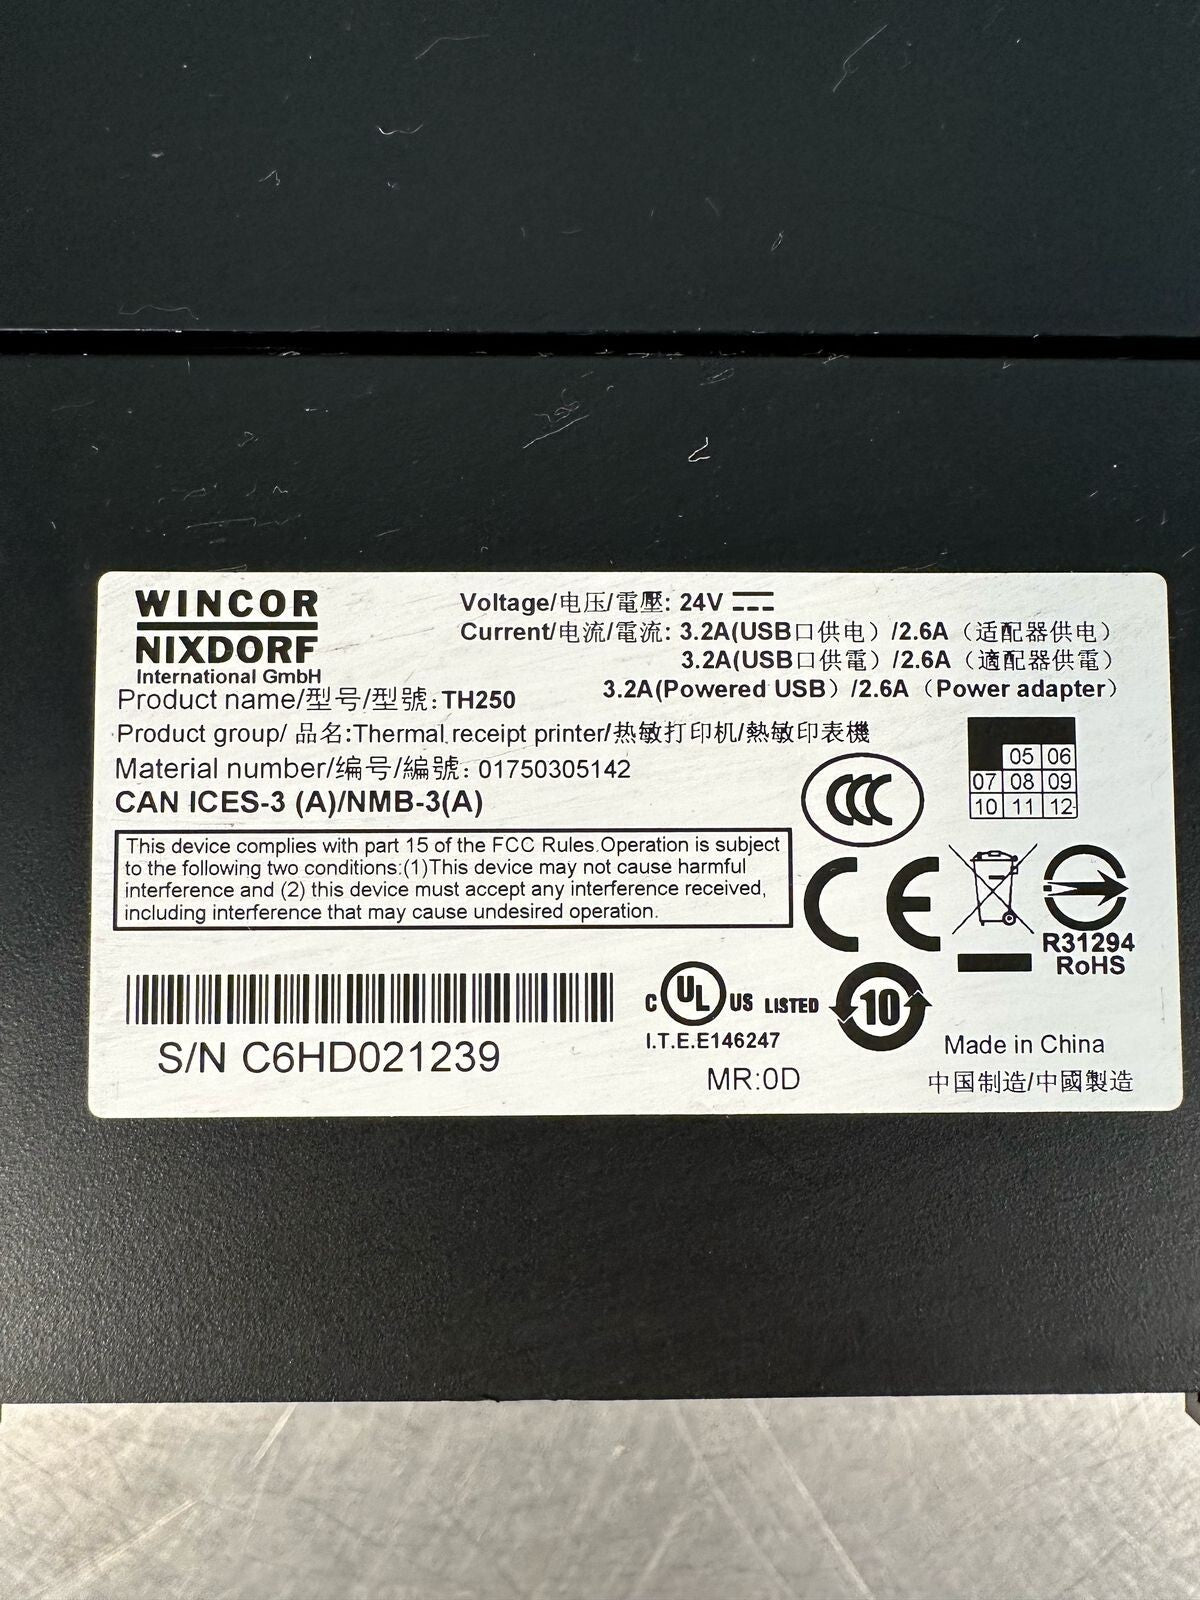 WINCOR
NIXDORF
International GmbH
Voltage/电压/電壓: 24V
Current/电流/電流: 3.2A(USB口供电）/2.6A（适配器供电）
3.2A(USB口供電）/2.6A（適配器供電）
3.2A(Powered USB）/2.6A（Power adapter）
Product name/型号/型號: TH250
Product group/ 品名:Thermal receipt printer/热敏打印机/熱敏印表機
Material number/编号/編號: 01750305142
CAN ICES-3 (A)/NMB-3(A)
05 06
07 08 09
10 11 12
CCC
This device complies with part 15 of the FCC Rules.Operation is subject
to the following two conditions:(1)This device may not cause harmful
interference and (2) this device must accept any interference received,
including interference that may cause undesired operation.
CE
R31294
RoHS
S/N C6HD021239
C UL US LISTED
I.T.E.E146247
10
MR:0D
Made in China
中国制造/中國製造